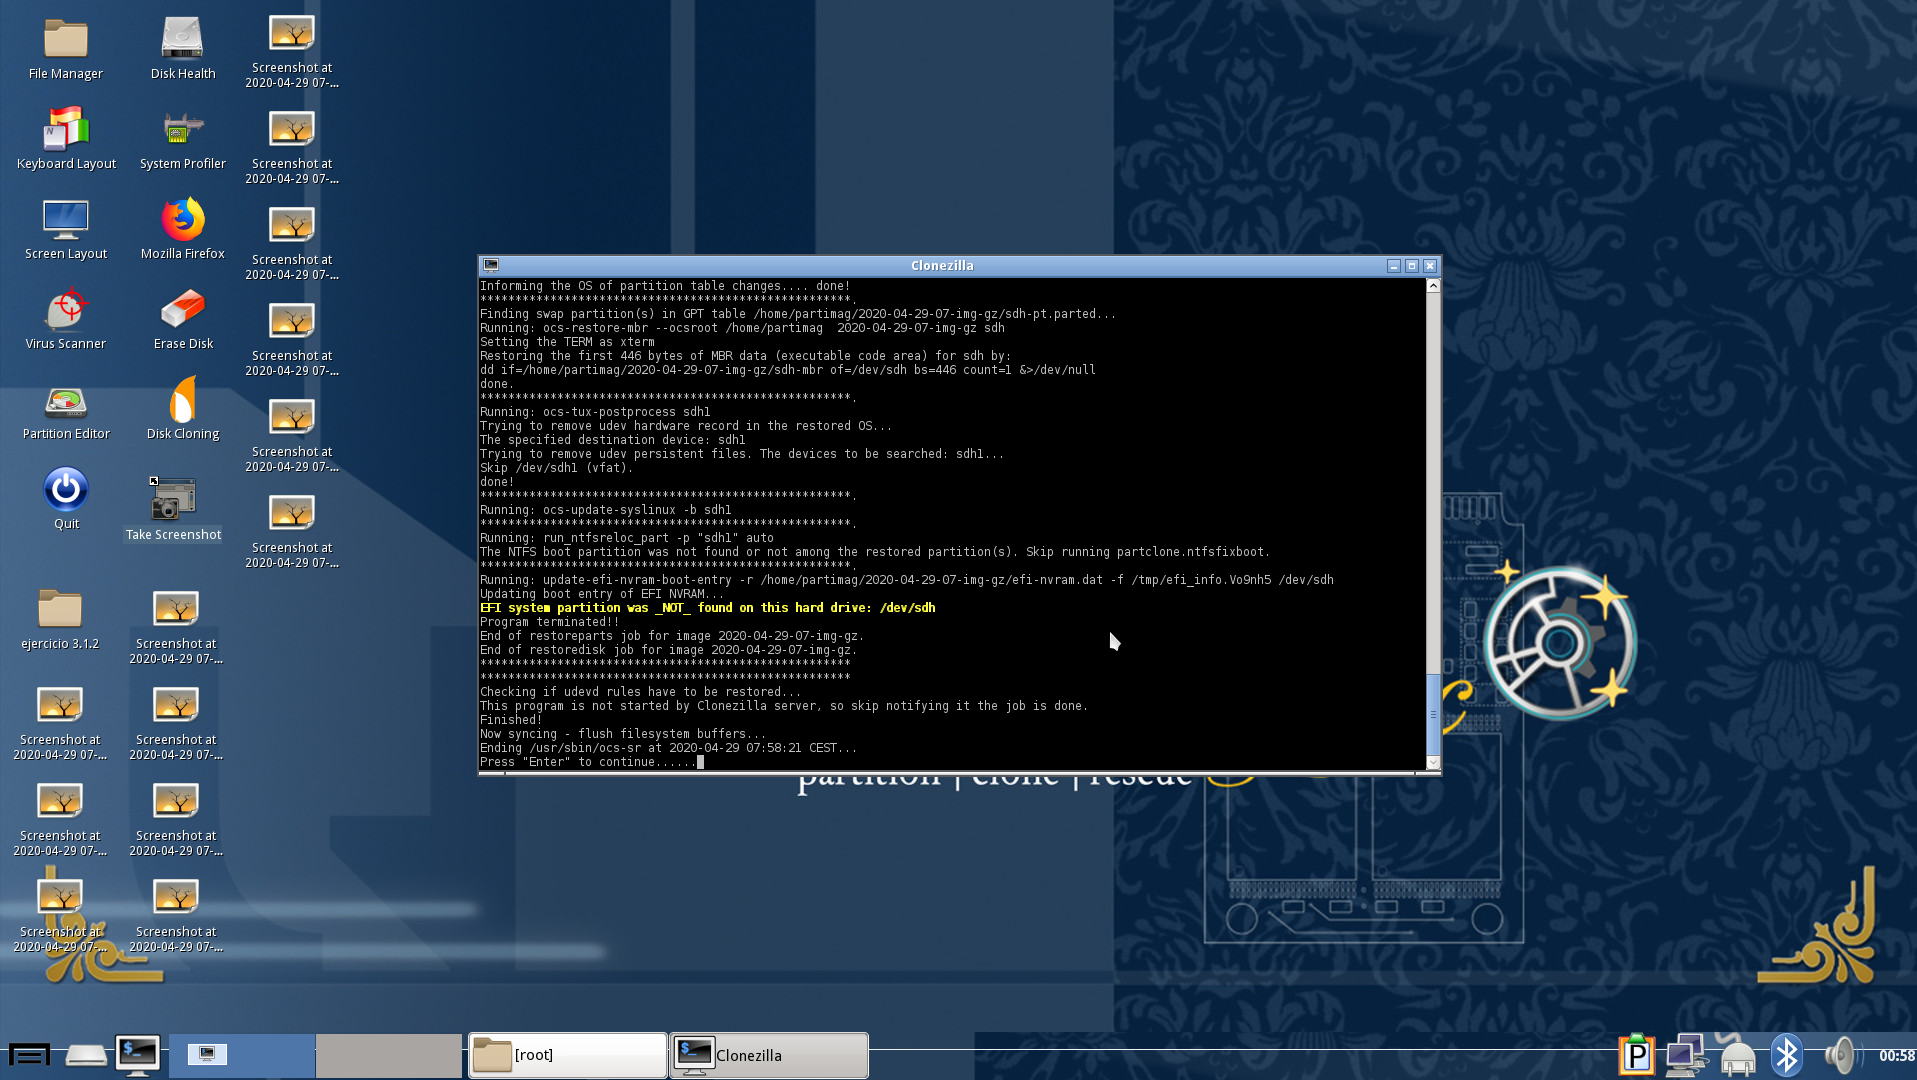 File Manager
Disk Health
Screenshot at
2020-04-29 07-...
Keyboard Layout
System Profiler
Screenshot at
2020-04-29 07-...
Screen Layout
Mozilla Firefox
Screenshot at
2020-04-29 07-...
Virus Scanner
Erase Disk
Screenshot at
2020-04-29 07-...
Partition Editor
Disk Cloning
Screenshot at
2020-04-29 07-...
Quit
Take Screenshot
Screenshot at
2020-04-29 07-...
ejercicio 3.1.2
Screenshot at
2020-04-29 07-...
Screenshot at
2020-04-29 07-...
Screenshot at
2020-04-29 07-...
Screenshot at
2020-04-29 07-...
Screenshot at
2020-04-29 07-...
Screenshot at
2020-04-29 07-...
Screenshot at
2020-04-29 07-...
Clonezilla
Informing the OS of partition table changes.... done!
*****************************************************.
Finding swap partition(s) in GPT table /home/partimag/2020-04-29-07-img-gz/sdh-pt.parted...
Running: ocs-restore-mbr --ocsroot /home/partimag  2020-04-29-07-img-gz sdh
Setting the TERM as xterm
Restoring the first 446 bytes of MBR data (executable code area) for sdh by:
dd if=/home/partimag/2020-04-29-07-img-gz/sdh-mbr of=/dev/sdh bs=446 count=1 &>/dev/null
done.
*****************************************************.
Running: ocs-tux-postprocess sdh1
Trying to remove udev hardware record in the restored OS...
The specified destination device: sdh1
Trying to remove udev persistent files. The devices to be searched: sdh1...
Skip /dev/sdh1 (vfat).
done!
*****************************************************.
Running: ocs-update-syslinux -b sdh1
*****************************************************.
Running: run_ntfsreloc_part -p "sdh1" auto
The NTFS boot partition was not found or not among the restored partition(s). Skip running partclone.ntfsfixboot.
*****************************************************.
Running: update-efi-nvram-boot-entry -r /home/partimag/2020-04-29-07-img-gz/efi-nvram.dat -f /tmp/efi_info.Vo9nh5 /dev/sdh
Updating boot entry of EFI NVRAM...
EFI system partition was _NOT_ found on this hard drive: /dev/sdh
Program terminated!!
End of restoreparts job for image 2020-04-29-07-img-gz.
End of restoredisk job for image 2020-04-29-07-img-gz.
*****************************************************
*****************************************************
Checking if udevd rules have to be restored...
This program is not started by Clonezilla server, so skip notifying it the job is done.
Finished!
Now syncing - flush filesystem buffers...
Ending /usr/sbin/ocs-sr at 2020-04-29 07:58:21 CEST...
Press "Enter" to continue......
partition | clone | rescue
[root]
Clonezilla
P
00:58